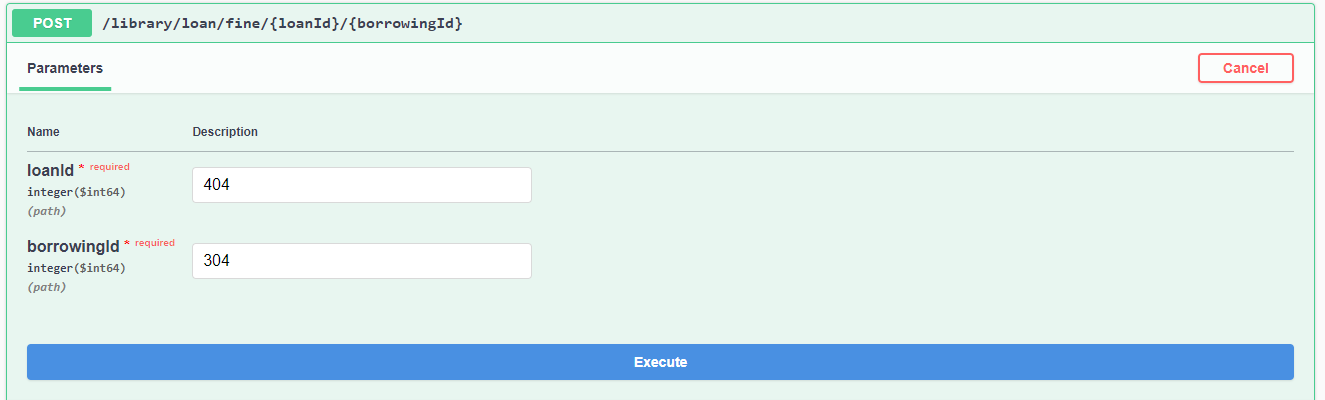 POST /library/loan/fine/{loanId}/{borrowingId}
Parameters
Cancel
Name Description
loanId * required
integer($int64)
(path)
404
borrowingId * required
integer($int64)
(path)
304
Execute